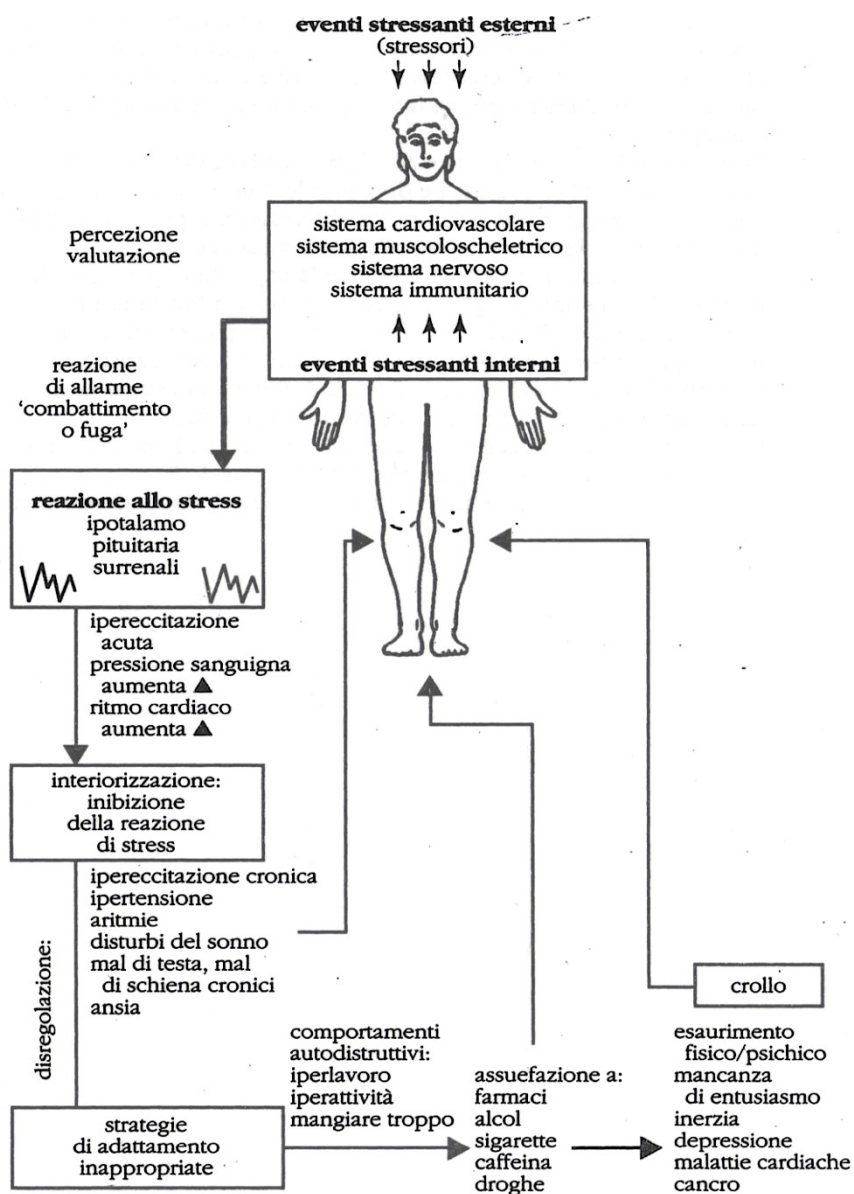 eventi stressanti esterni
(stressori)
percezione
valutazione
sistema cardiovascolare
sistema muscoloscheletrico
sistema nervoso
sistema immunitario
eventi stressanti interni
reazione
di allarme
‘combattimento
o fuga’
reazione allo stress
ipotalamo
pituitaria
surrenali
ipereccitazione
acuta
pressione sanguigna
aumenta ▲
ritmo cardiaco
aumenta ▲
interiorizzazione:
inibizione
della reazione
di stress
disregolazione:
ipereccitazione cronica
ipertensione
aritmie
disturbi del sonno
mal di testa, mal
di schiena cronici
ansia
strategie
di adattamento
inappropriate
comportamenti
autodistruttivi:
iperlavoro
iperattività
mangiare troppo
assuefazione a:
farmaci
alcol
sigarette
caffeina
droghe
crollo
esaurimento
fisico/psichico
mancanza
di entusiasmo
inerzia
depressione
malattie cardiache
cancro